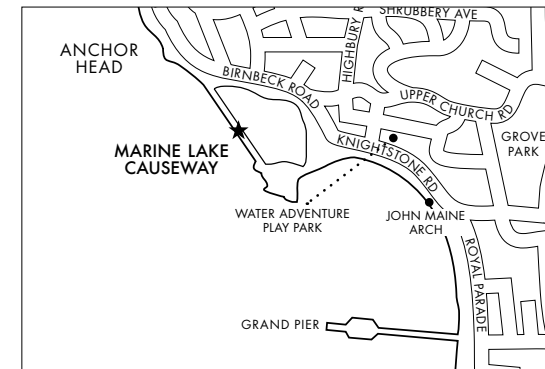 SHRUBBERY AVE
ANCHOR
HEAD
HIGHBURY R
BIRNBECK ROAD
UPPER CHURCH RD
GROVE
PARK
KNIGHTSTONE RD
MARINE LAKE
CAUSEWAY
WATER ADVENTURE
PLAY PARK
JOHN MAINE
ARCH
ROYAL PARADE
GRAND PIER